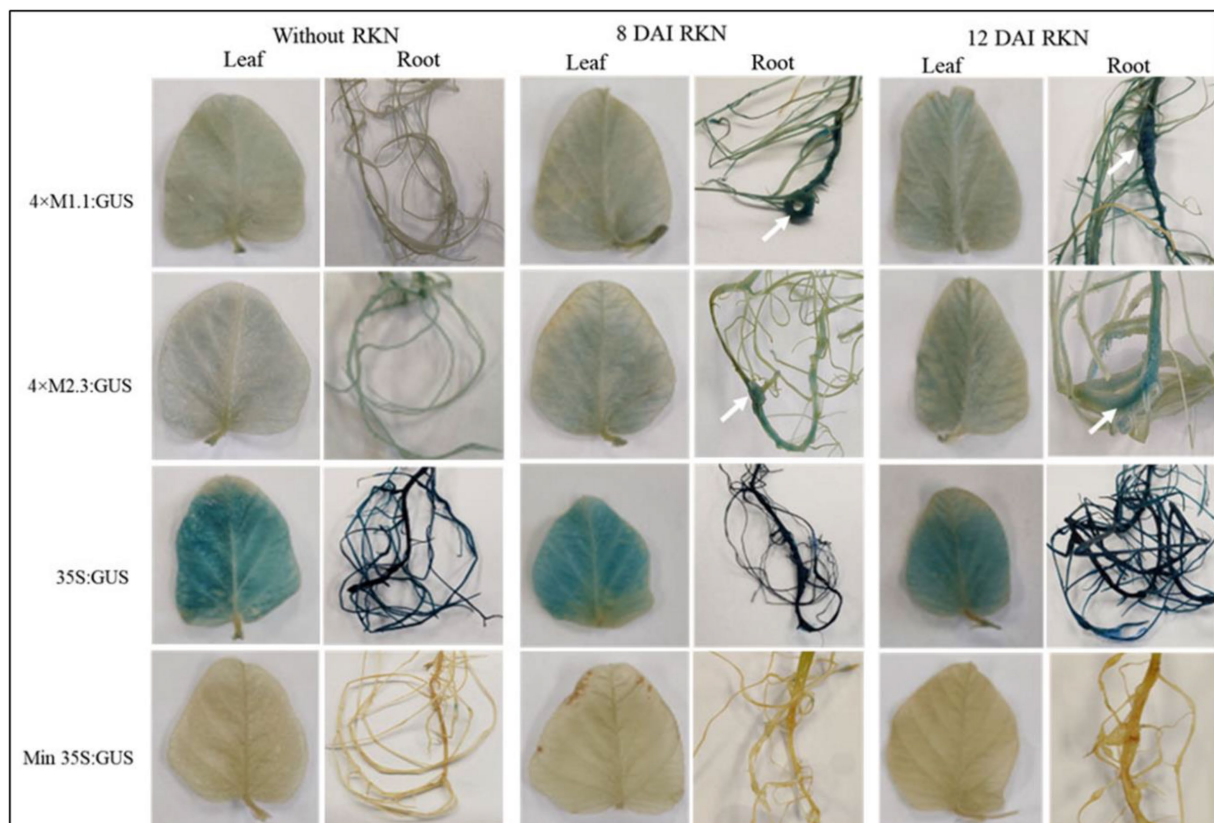 Without RKN
8 DAI RKN
12 DAI RKN
Leaf
Root
Leaf
Root
Leaf
Root
4×M1.1:GUS
4×M2.3:GUS
35S:GUS
Min 35S:GUS